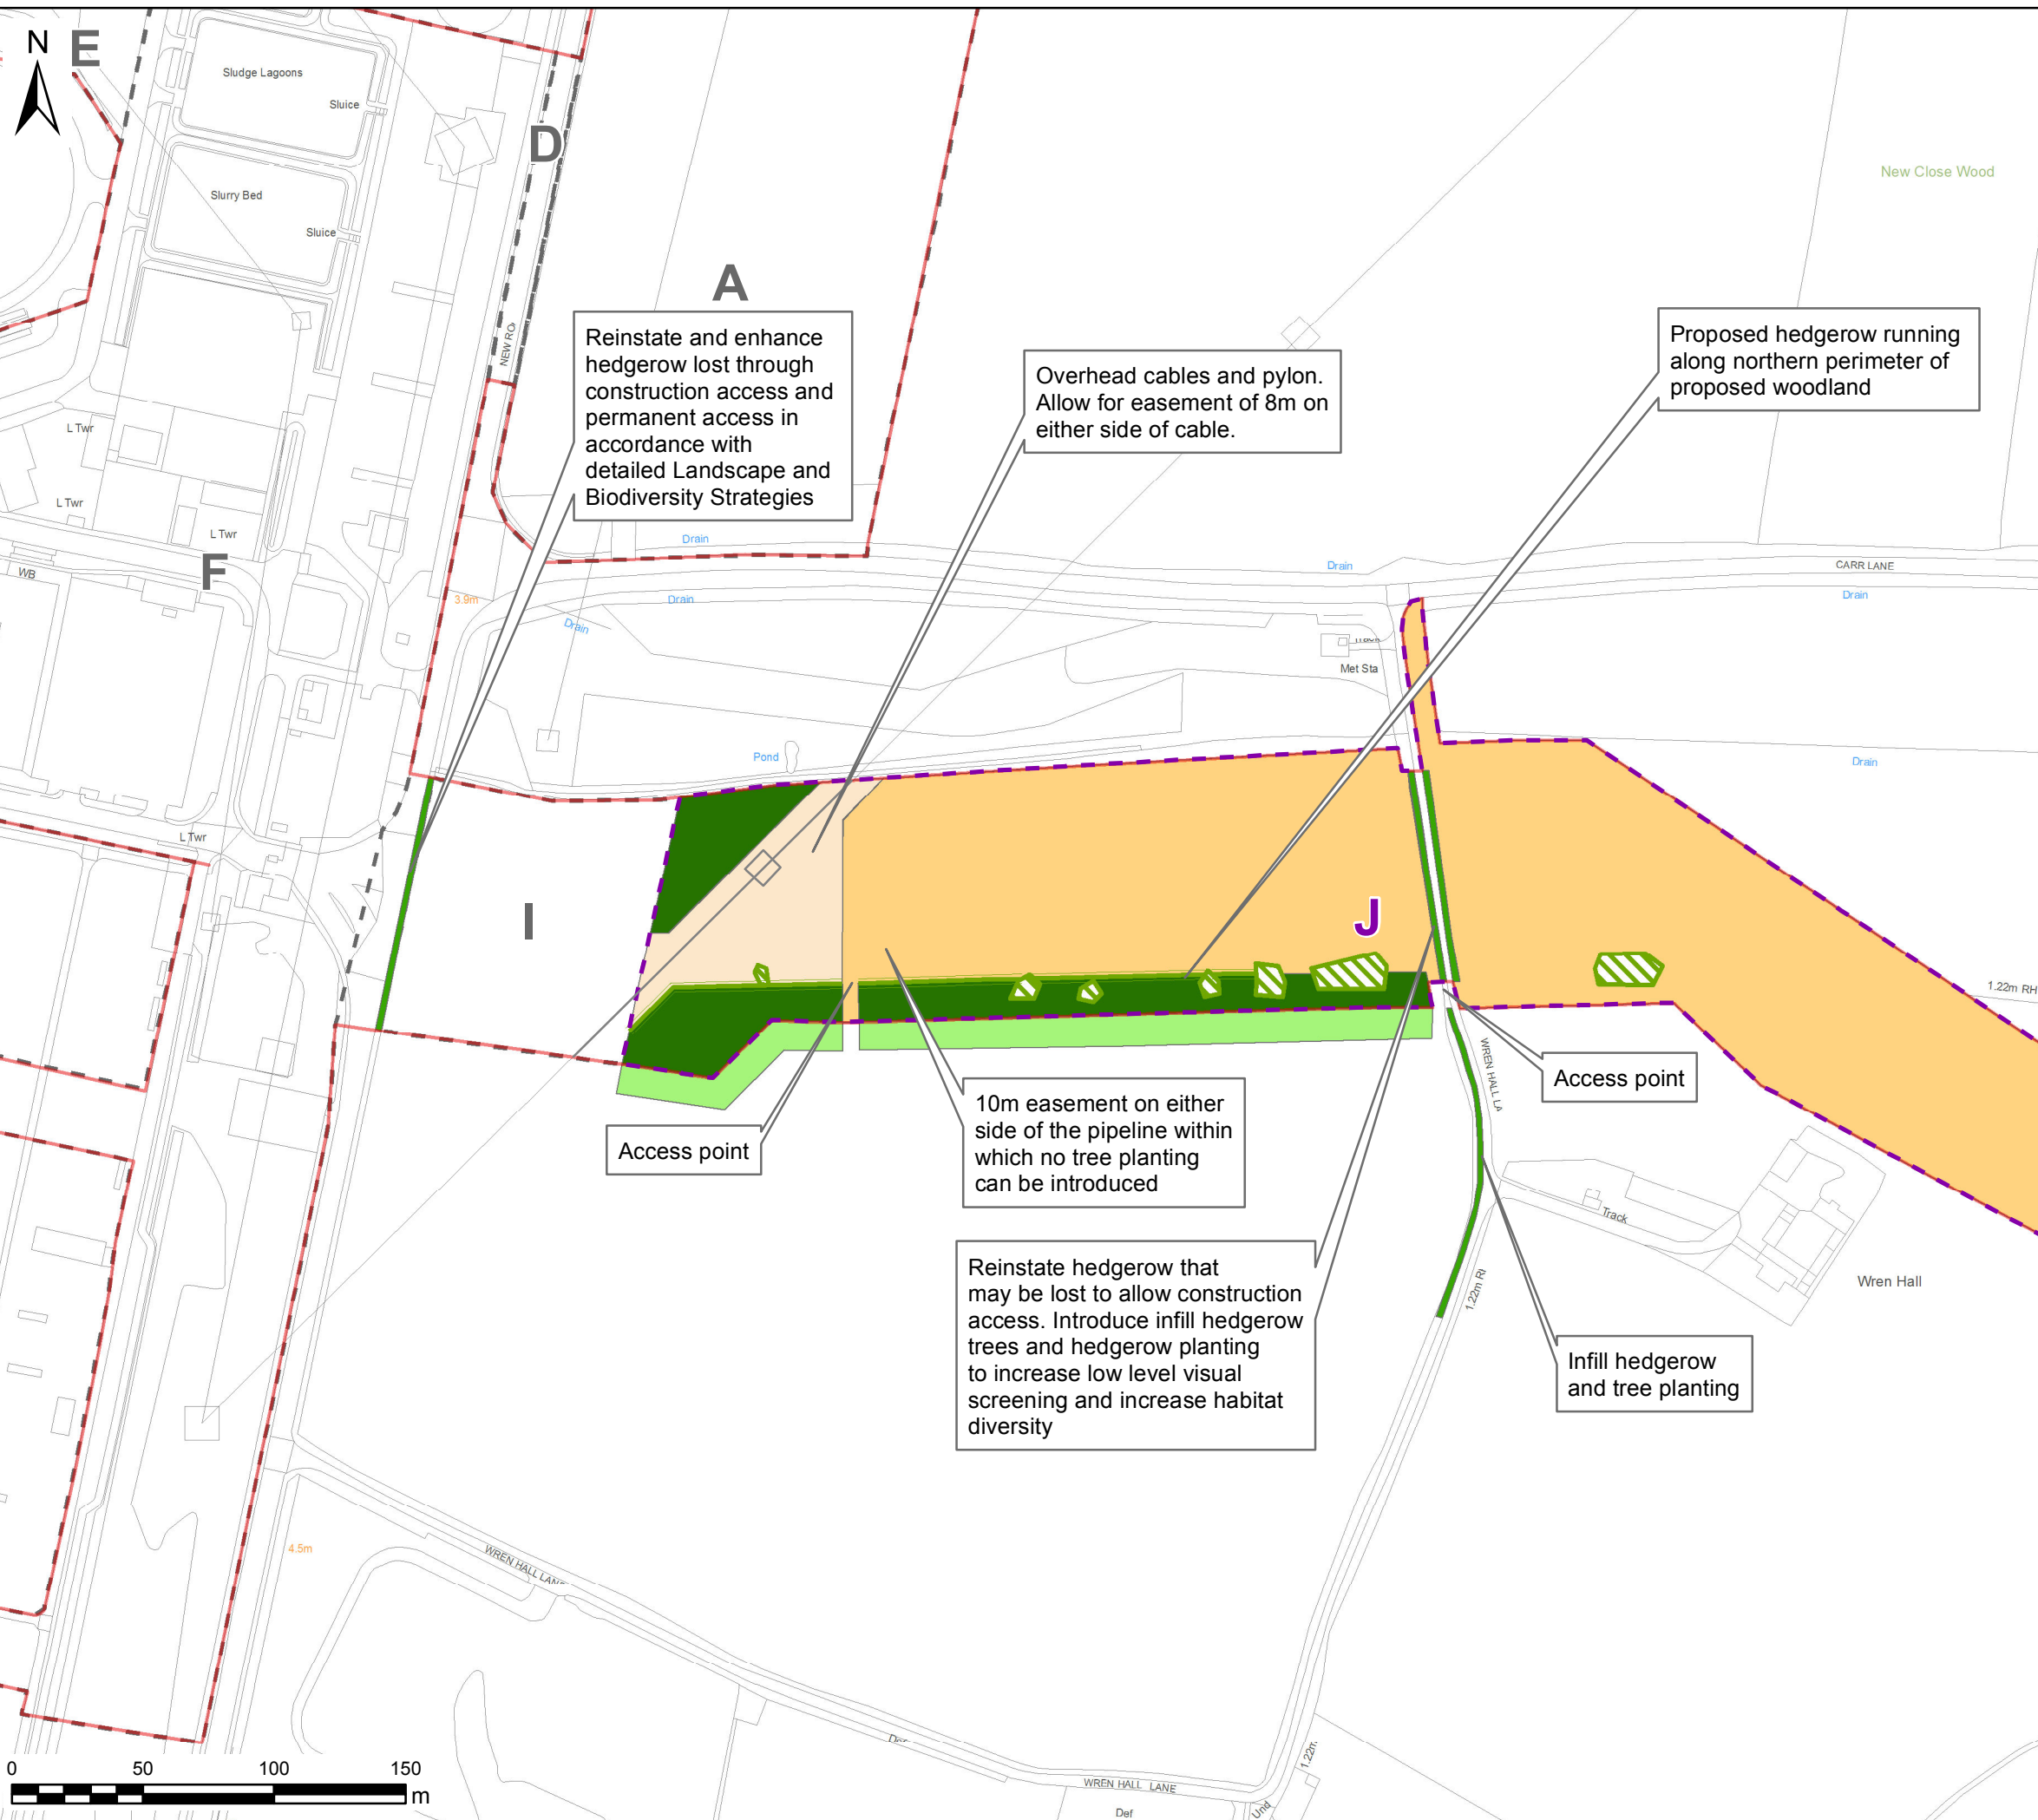 N
E
Sludge Lagoons
Sluice
D
Slurry Bed
New Close Wood
Sluice
A
NEW RO
Reinstate and enhance
hedgerow lost through
construction access and
permanent access in
accordance with
detailed Landscape and
Biodiversity Strategies
Overhead cables and pylon.
Allow for easement of 8m on
either side of cable.
Proposed hedgerow running
along northern perimeter of
proposed woodland
L Twr
L Twr
L Twr
F
WB
Drain
Drain
CARR LANE
3.9m
Drain
Drain
Drain
Met Sta
Pond
Drain
L Twr
I
J
1.22m RH
WREN HALL LA
Access point
Access point
10m easement on either
side of the pipeline within
which no tree planting
can be introduced
Track
Reinstate hedgerow that
may be lost to allow construction
access. Introduce infill hedgerow
trees and hedgerow planting
to increase low level visual
screening and increase habitat
diversity
1.22m RI
Wren Hall
Infill hedgerow
and tree planting
4.5m
WREN HALL LANE
1.22m
0 50 100 150
m
WREN HALL LANE
Def
Und